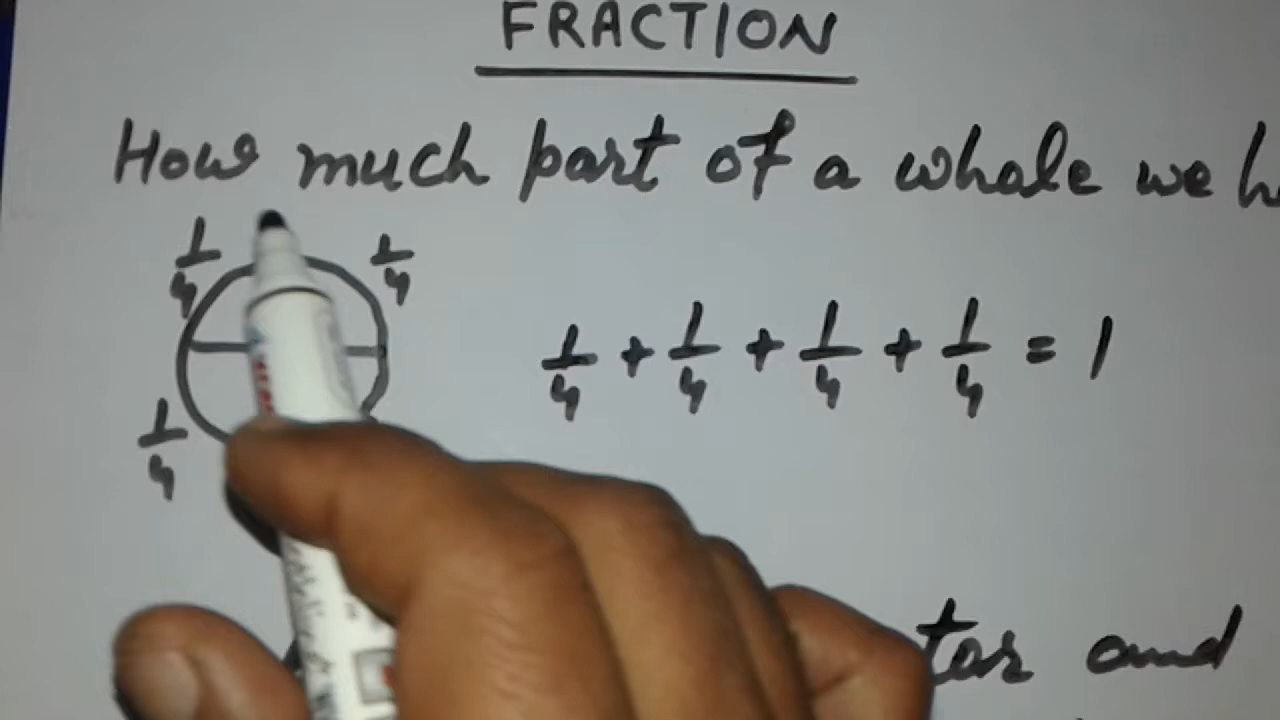 FRACTION
How much part of a whole we
1/4 1/4
1/4 + 1/4 + 1/4 + 1/4 = 1
1/4
and